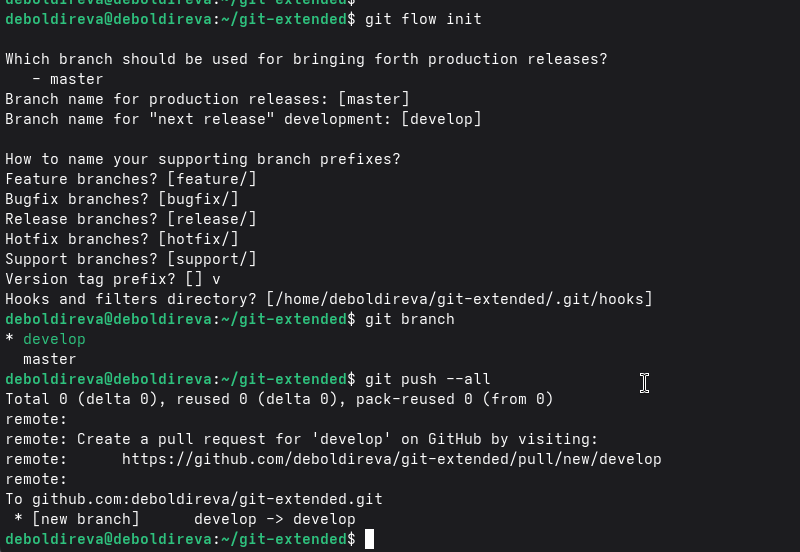 deboldireva@deboldireva:~/git-extended$
deboldireva@deboldireva:~/git-extended$ git flow init
Which branch should be used for bringing forth production releases?
   - master
Branch name for production releases: [master]
Branch name for "next release" development: [develop]
How to name your supporting branch prefixes?
Feature branches? [feature/]
Bugfix branches? [bugfix/]
Release branches? [release/]
Hotfix branches? [hotfix/]
Support branches? [support/]
Version tag prefix? [] v
Hooks and filters directory? [/home/deboldireva/git-extended/.git/hooks]
deboldireva@deboldireva:~/git-extended$ git branch
* develop
  master
deboldireva@deboldireva:~/git-extended$ git push --all
Total 0 (delta 0), reused 0 (delta 0), pack-reused 0 (from 0)
remote:
remote: Create a pull request for 'develop' on GitHub by visiting:
remote:      https://github.com/deboldireva/git-extended/pull/new/develop
remote:
To github.com:deboldireva/git-extended.git
 * [new branch]      develop -> develop
deboldireva@deboldireva:~/git-extended$